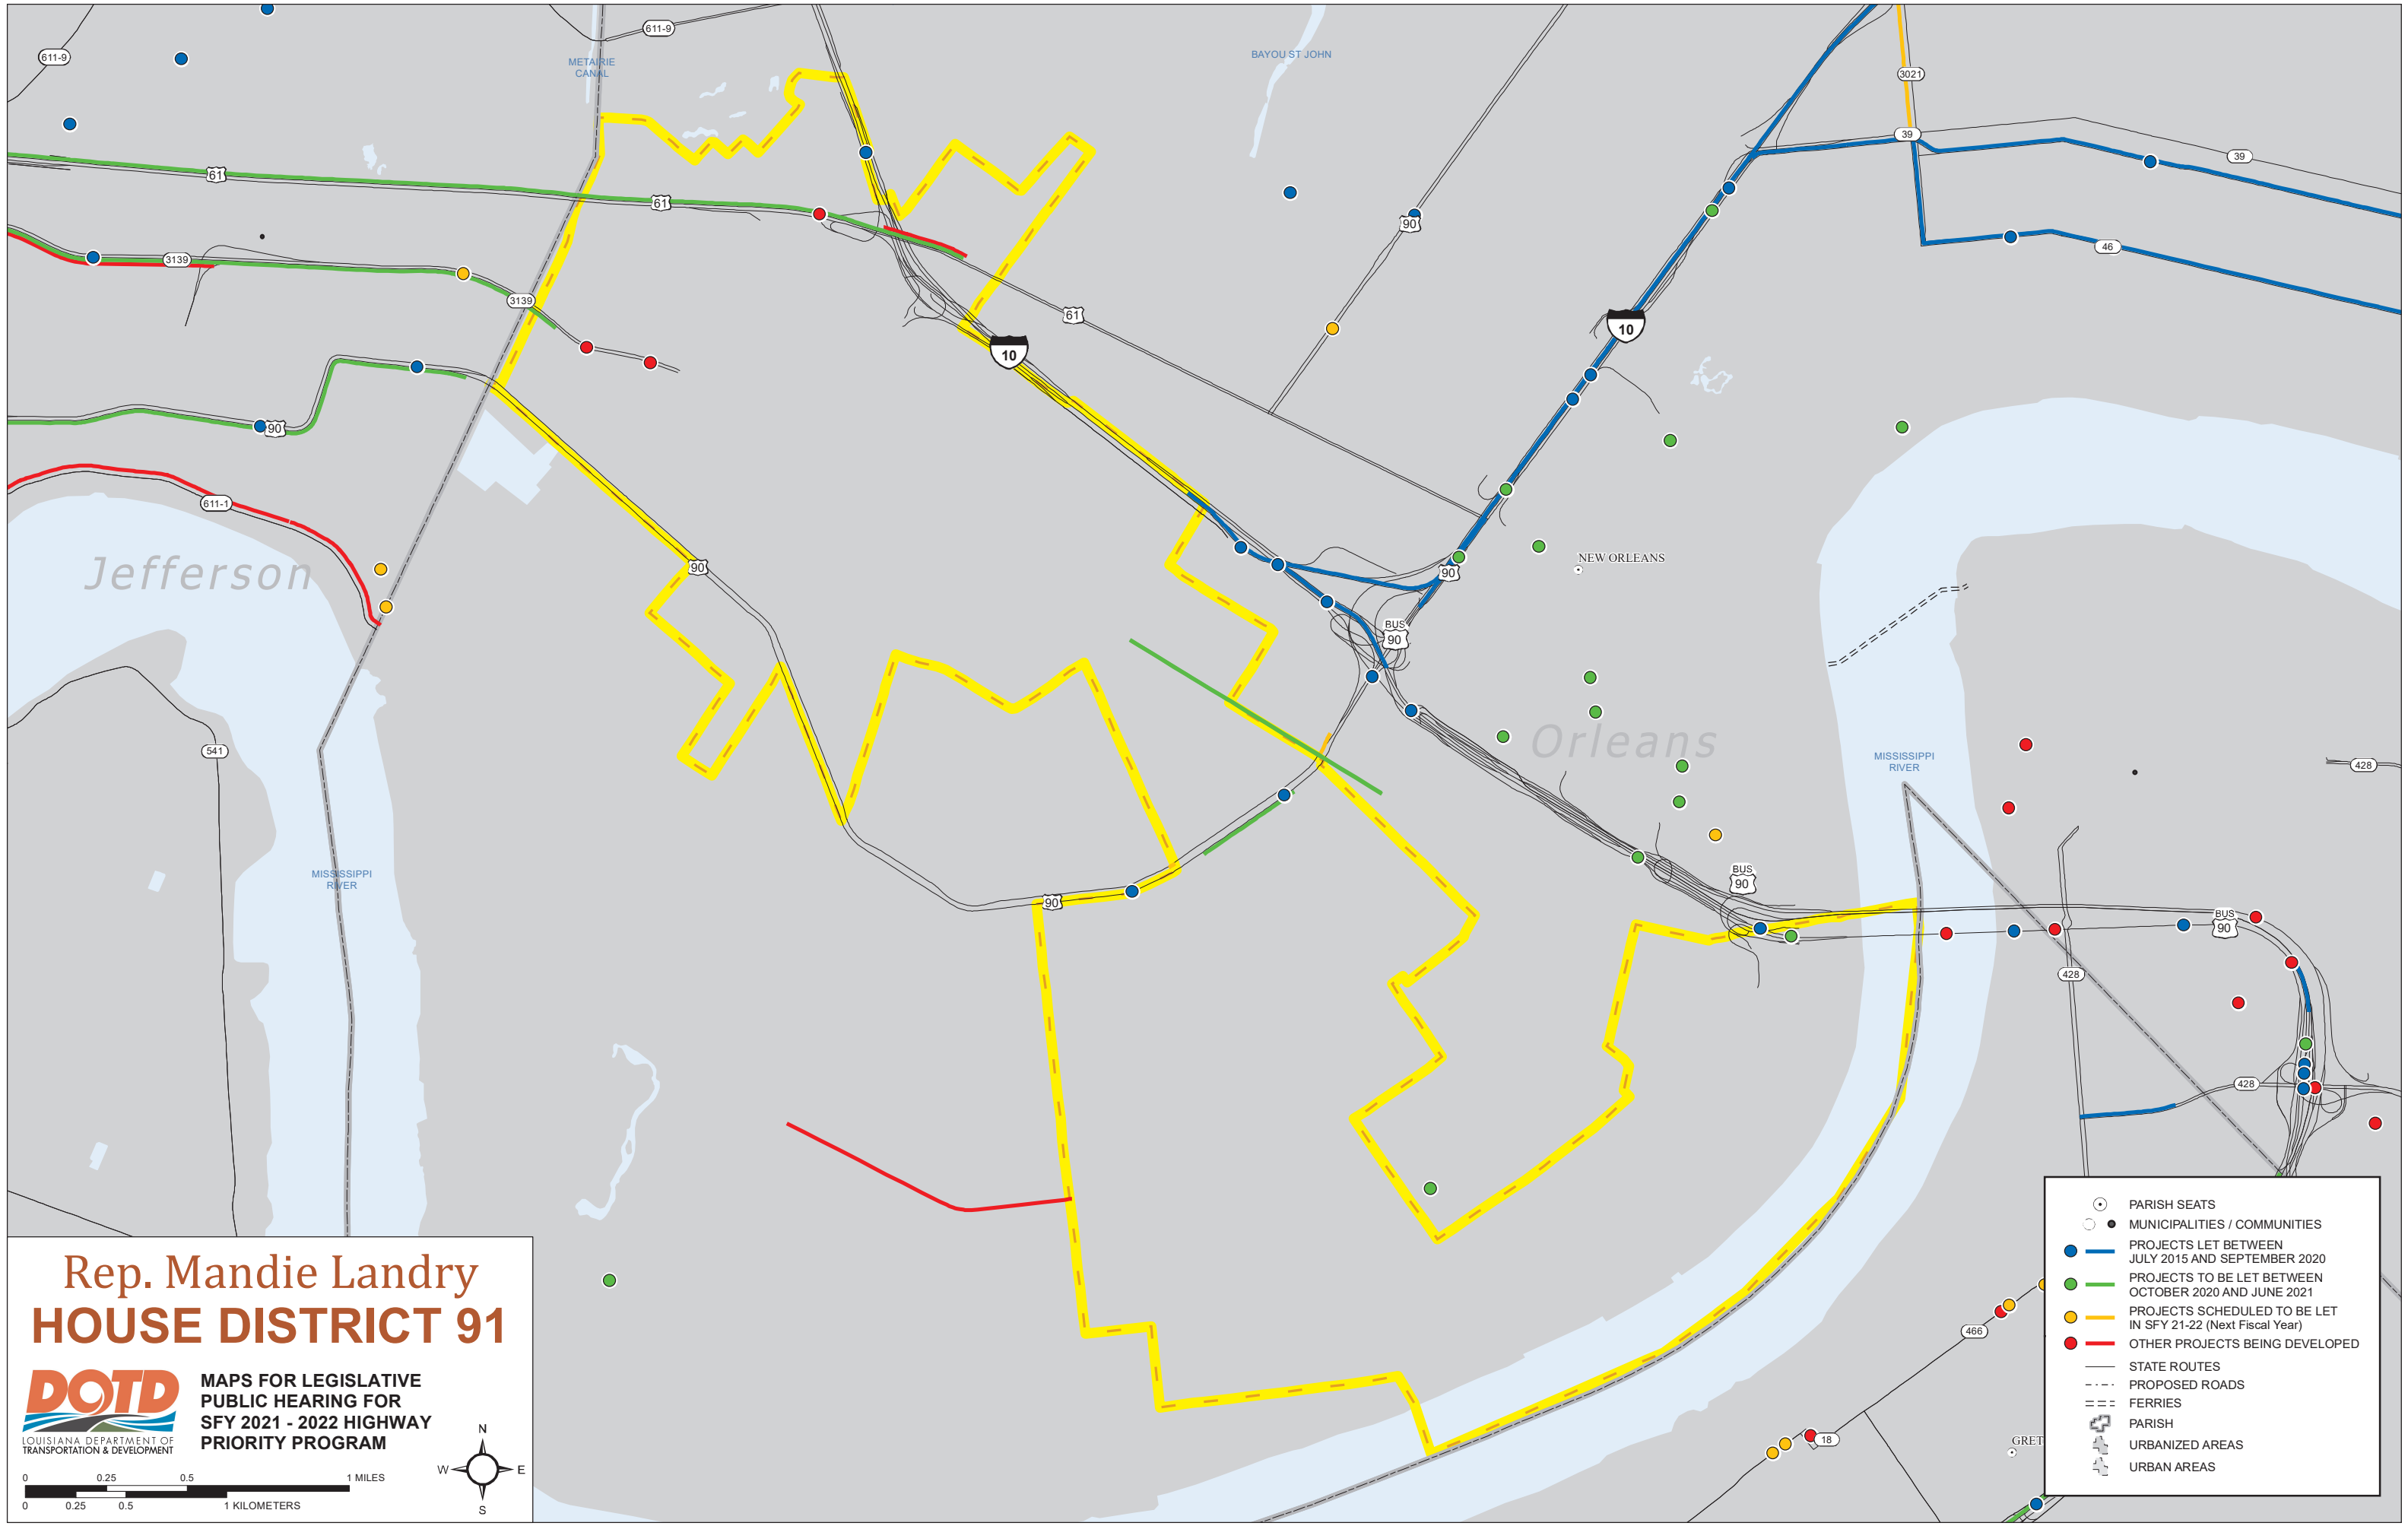 611-9
611-9
METAIRIE
CANAL
BAYOU ST JOHN
3021
39
39
61
61
90
46
3139
3139
61
10
10
90
611-1
Jefferson
90
NEW ORLEANS
90
BUS
90
Orleans
541
MISSISSIPPI
RIVER
428
MISSISSIPPI
RIVER
90
BUS
90
BUS
90
428
428
466
18
GRET
Rep. Mandie Landry
HOUSE DISTRICT 91
DOTD
LOUISIANA DEPARTMENT OF
TRANSPORTATION & DEVELOPMENT
MAPS FOR LEGISLATIVE
PUBLIC HEARING FOR
SFY 2021 - 2022 HIGHWAY
PRIORITY PROGRAM
N
W E
S
0 0.25 0.5 1 MILES
0 0.25 0.5 1 KILOMETERS
PARISH SEATS
MUNICIPALITIES / COMMUNITIES
PROJECTS LET BETWEEN
JULY 2015 AND SEPTEMBER 2020
PROJECTS TO BE LET BETWEEN
OCTOBER 2020 AND JUNE 2021
PROJECTS SCHEDULED TO BE LET
IN SFY 21-22 (Next Fiscal Year)
OTHER PROJECTS BEING DEVELOPED
STATE ROUTES
PROPOSED ROADS
FERRIES
PARISH
URBANIZED AREAS
URBAN AREAS